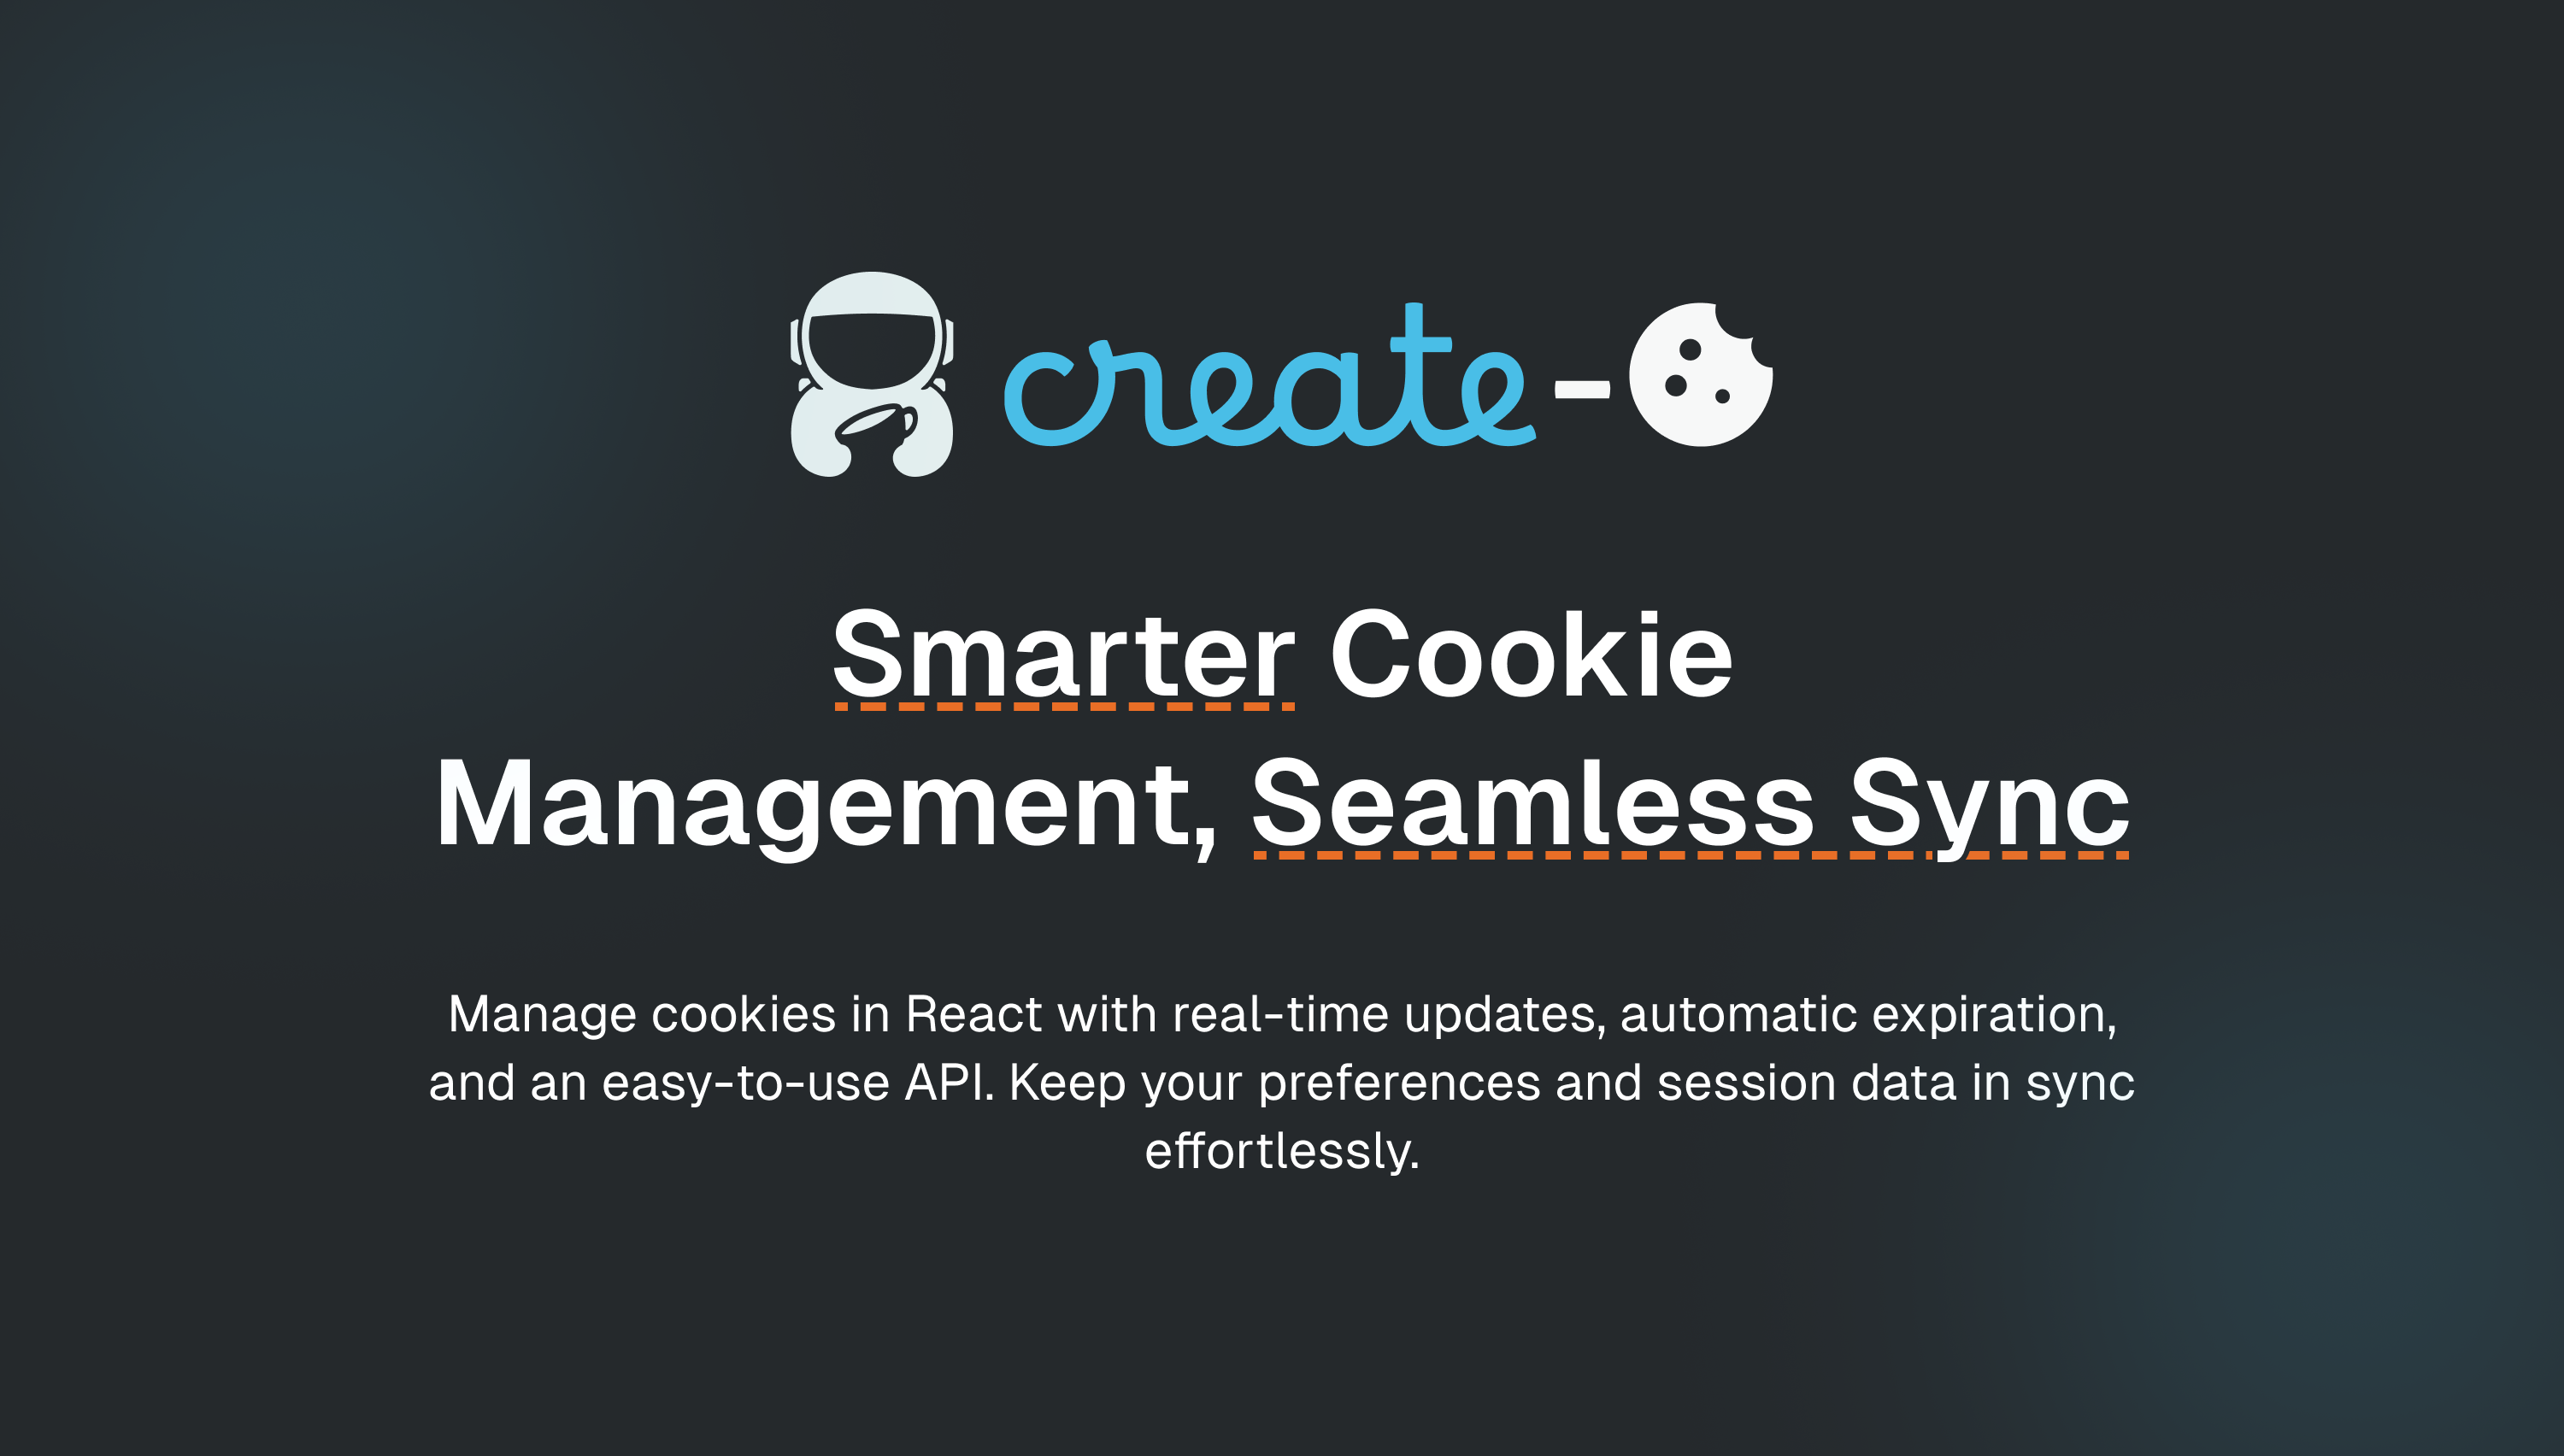 create-
Smarter Cookie
Management, Seamless Sync
Manage cookies in React with real-time updates, automatic expiration,
and an easy-to-use API. Keep your preferences and session data in sync
effortlessly.